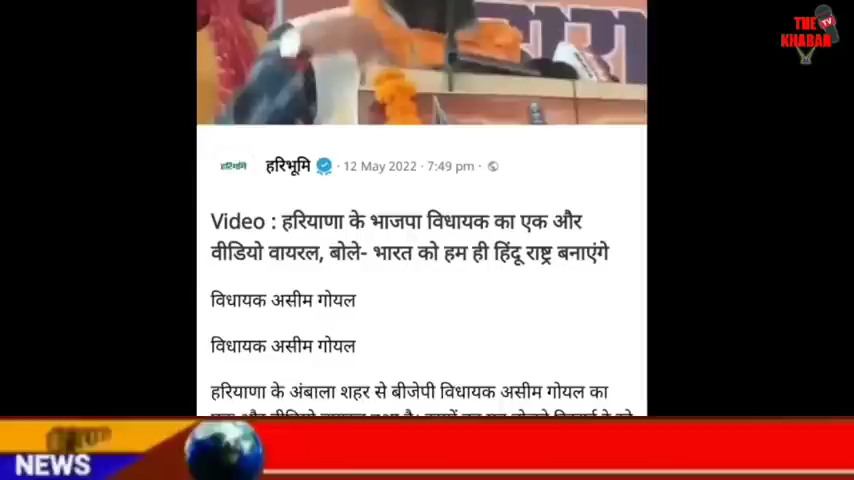 THE
TV
KHABAR
हरिभूमि
हरिभूमि · 12 May 2022 · 7:49 pm ·
Video : हरियाणा के भाजपा विधायक का एक और
वीडियो वायरल, बोले- भारत को हम ही हिंदू राष्ट्र बनाएंगे
विधायक असीम गोयल
विधायक असीम गोयल
हरियाणा के अंबाला शहर से बीजेपी विधायक असीम गोयल का
NEWS